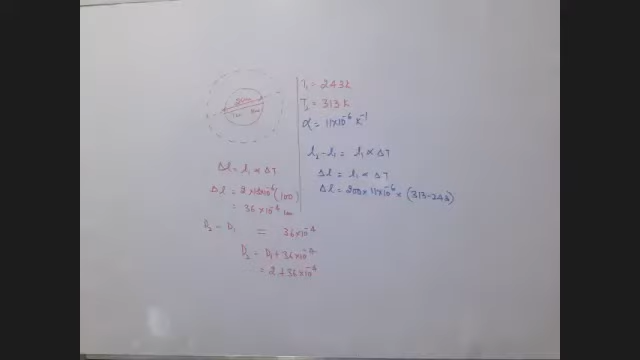 2cm
Δl = l₁ α ΔT
Δl = 2 × 18×10⁻⁶ (100)
= 36 × 10⁻⁴ cm
D₂ - D₁ = 36×10⁻⁴
D₂ = D₁ + 36×10⁻⁴
= 2 + 36×10⁻⁴
T₁ = 243k
T₂ = 313 k
α = 11×10⁻⁶ k⁻¹
l₂ - l₁ = l₁ α ΔT
Δl = l₁ α ΔT
Δl = 200 × 11×10⁻⁶ × (313-243)